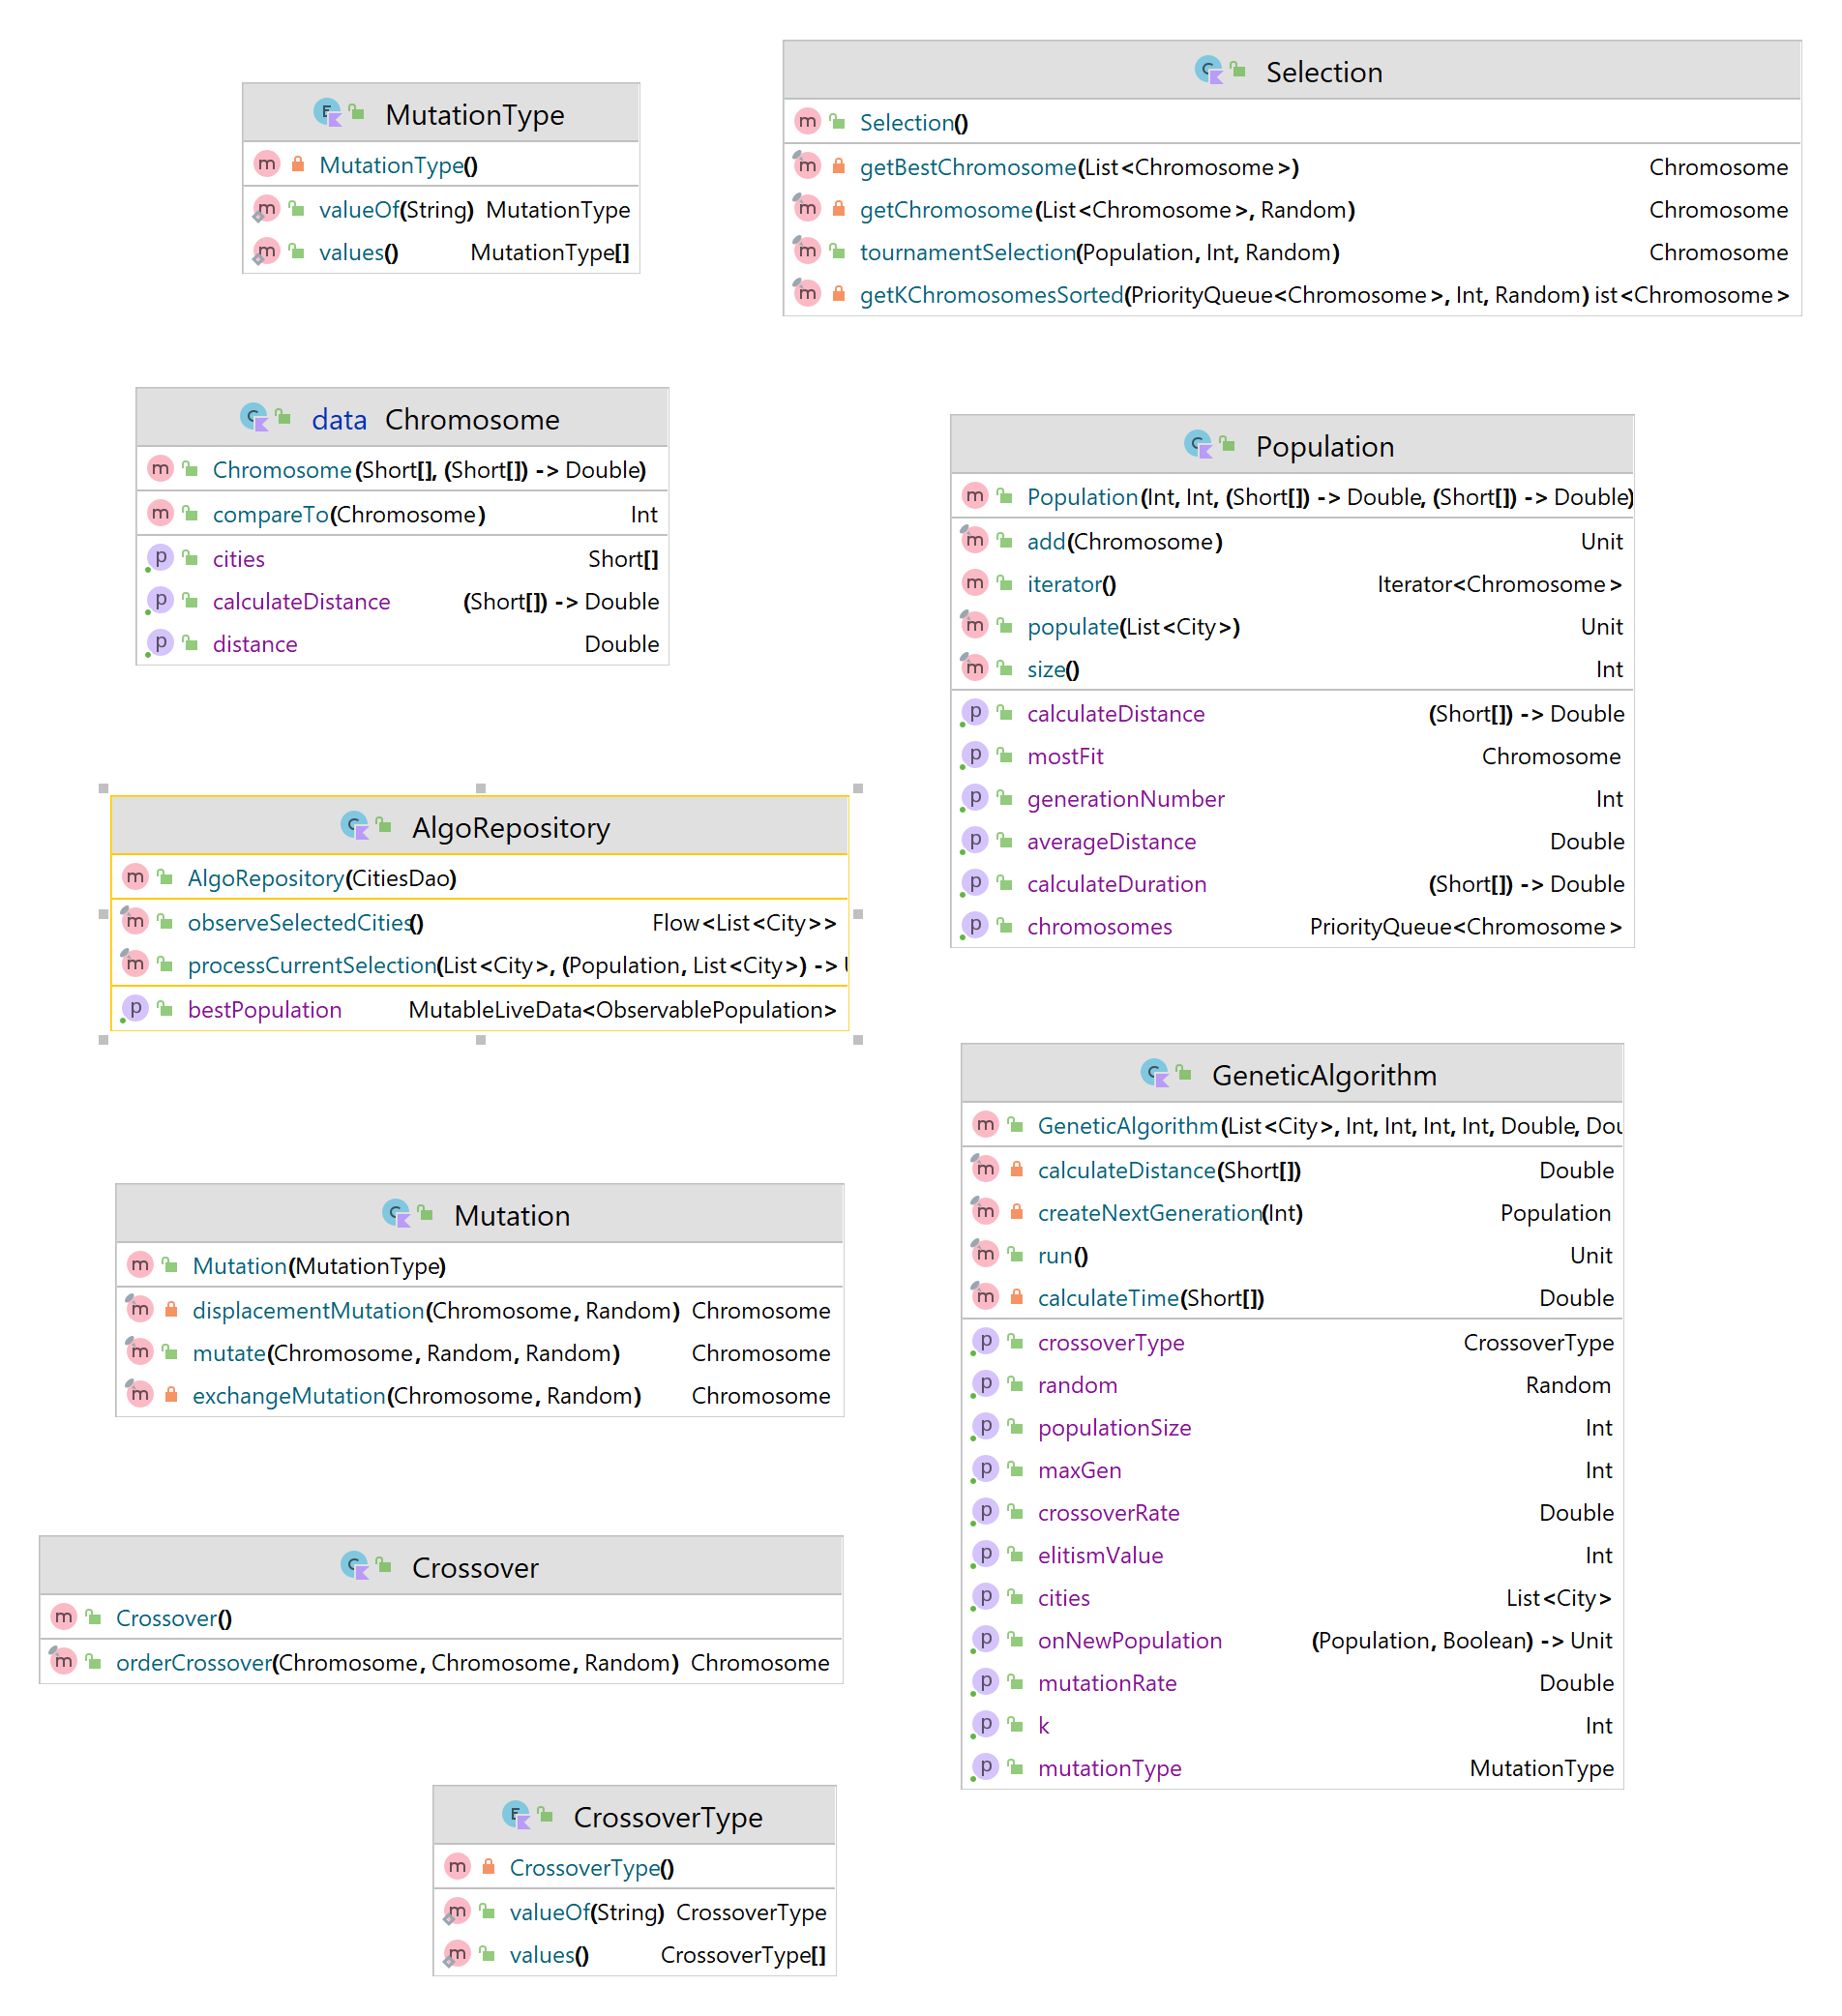 MutationType
MutationType()
valueOf(String) MutationType
values() MutationType[]
Selection
Selection()
getBestChromosome(List<Chromosome>) Chromosome
getChromosome(List<Chromosome>, Random) Chromosome
tournamentSelection(Population, Int, Random) Chromosome
getKChromosomesSorted(PriorityQueue<Chromosome>, Int, Random) ist<Chromosome>
data Chromosome
Chromosome(Short[], (Short[]) -> Double)
compareTo(Chromosome) Int
cities Short[]
calculateDistance (Short[]) -> Double
distance Double
Population
Population(Int, Int, (Short[]) -> Double, (Short[]) -> Double)
add(Chromosome) Unit
iterator() Iterator<Chromosome>
populate(List<City>) Unit
size() Int
calculateDistance (Short[]) -> Double
mostFit Chromosome
generationNumber Int
averageDistance Double
calculateDuration (Short[]) -> Double
chromosomes PriorityQueue<Chromosome>
AlgoRepository
AlgoRepository(CitiesDao)
observeSelectedCities() Flow<List<City>>
processCurrentSelection(List<City>, (Population, List<City>) -> U
bestPopulation MutableLiveData<ObservablePopulation>
GeneticAlgorithm
GeneticAlgorithm(List<City>, Int, Int, Int, Int, Double, Dou
calculateDistance(Short[]) Double
createNextGeneration(Int) Population
run() Unit
calculateTime(Short[]) Double
crossoverType CrossoverType
random Random
populationSize Int
maxGen Int
crossoverRate Double
elitismValue Int
cities List<City>
onNewPopulation (Population, Boolean) -> Unit
mutationRate Double
k Int
mutationType MutationType
Mutation
Mutation(MutationType)
displacementMutation(Chromosome, Random) Chromosome
mutate(Chromosome, Random, Random) Chromosome
exchangeMutation(Chromosome, Random) Chromosome
Crossover
Crossover()
orderCrossover(Chromosome, Chromosome, Random) Chromosome
CrossoverType
CrossoverType()
valueOf(String) CrossoverType
values() CrossoverType[]